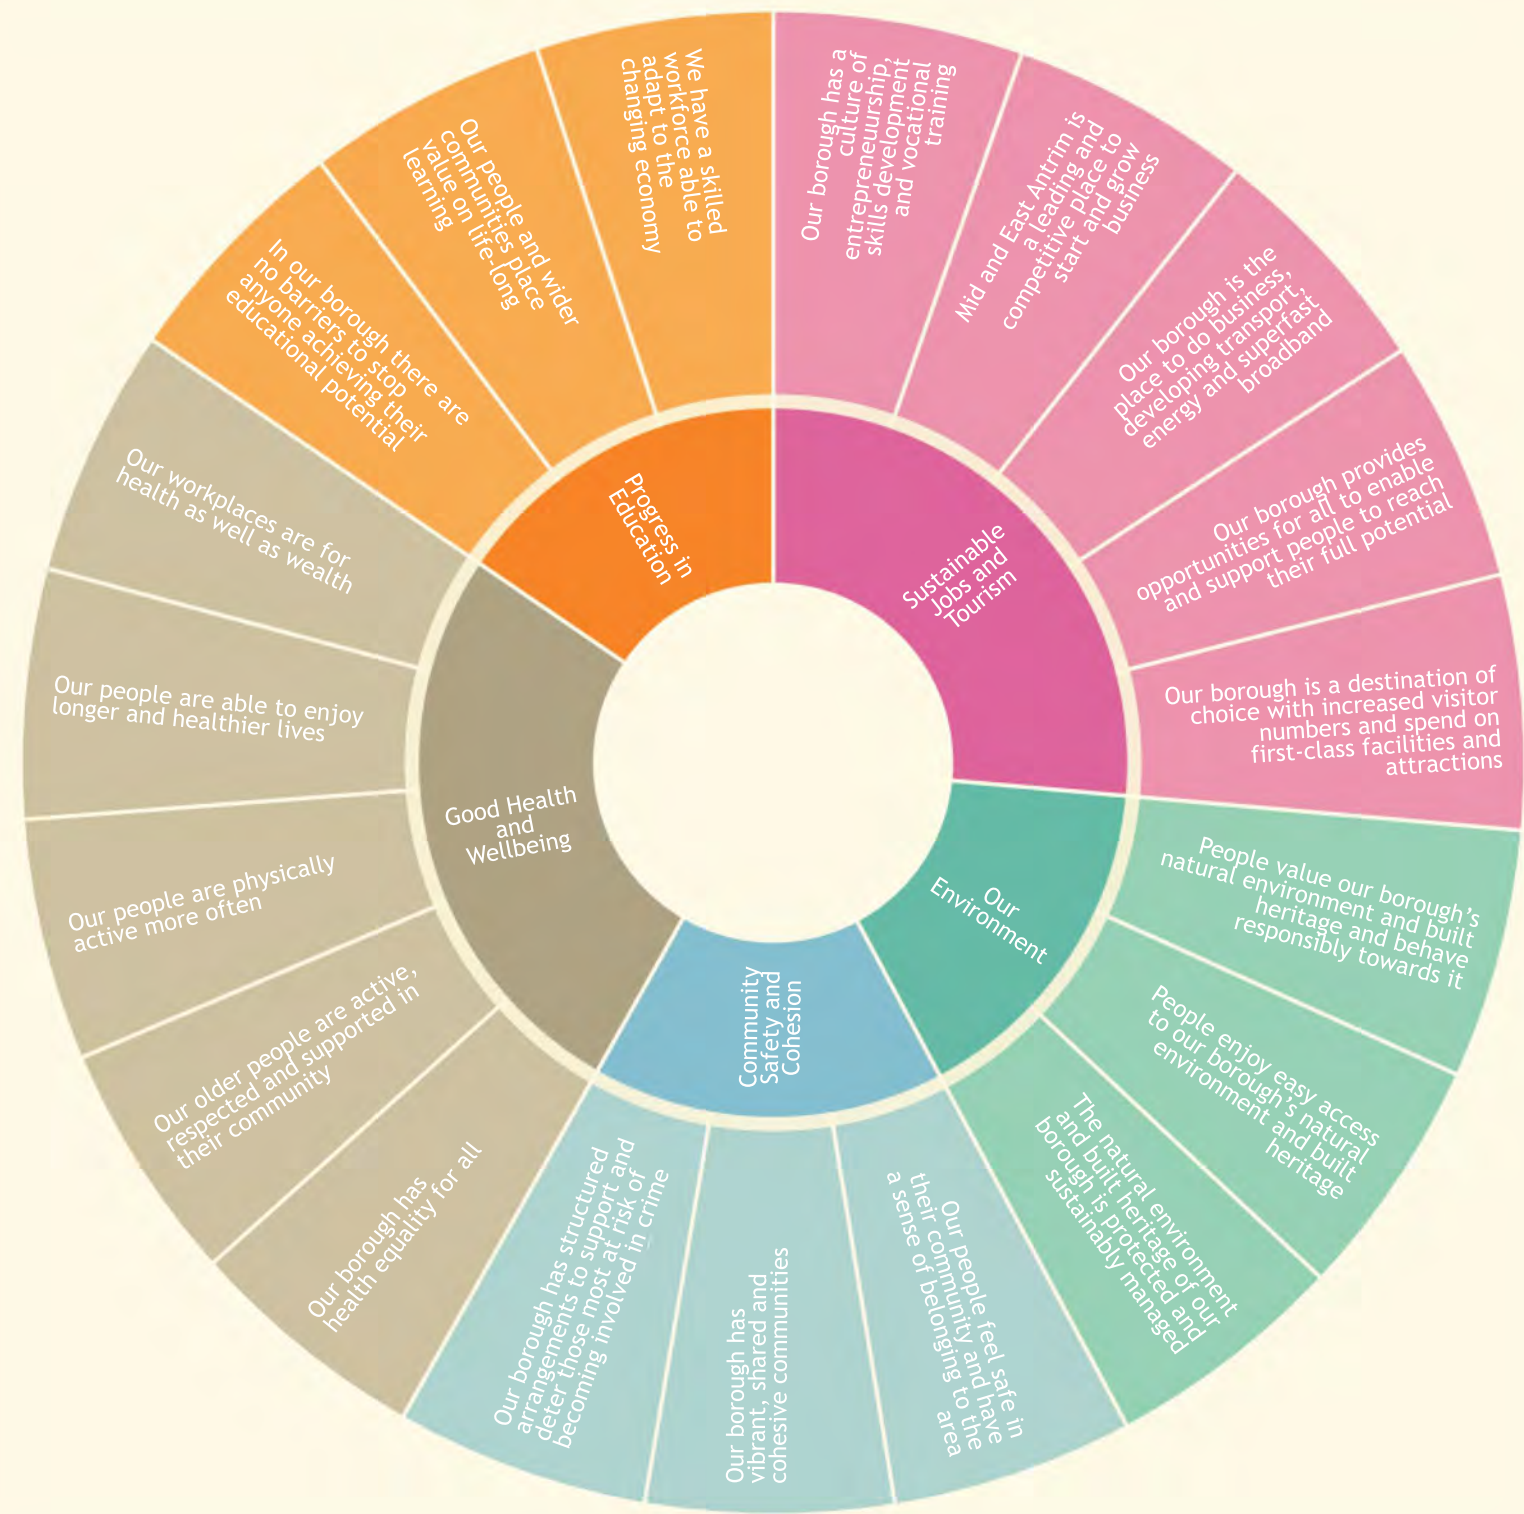 Our borough has a
culture of
entrepreneuurship,
skills development
and vocational
training
Mid and East Antrim is
a leading and
competitive place to
start and grow
business
Our borough is the
place to do business,
developing transport,
energy and superfast
broadband
Our borough provides
opportunities for all to enable
and support people to reach
their full potential
Our borough is a destination of
choice with increased visitor
numbers and spend on
first-class facilities and
attractions
People value our borough's
natural environment and built
heritage and behave
responsibly towards it
People enjoy easy access
to our borough's natural
environment and built
heritage
The natural environment
and built heritage of our
borough is protected and
sustainably managed
Our people feel safe in
their community and have
a sense of belonging to the
area
Our borough has
vibrant, shared and
cohesive communities
Our borough has structured
arrangements to support and
deter those most at risk of
becoming involved in crime
Our borough has
health equality for all
Our older people are active,
respected and supported in
their community
Our people are physically
active more often
Our people are able to enjoy
longer and healthier lives
Our workplaces are for
health as well as wealth
In our borough there are
no barriers to stop
anyone achieving their
educational potential
Our people and wider
communities place
value on life-long
learning
We have a skilled
workforce able to
adapt to the
changing economy
Sustainable
Jobs and
Tourism
Our
Environment
Community
Safety and
Cohesion
Good Health
and
Wellbeing
Progress in
Education